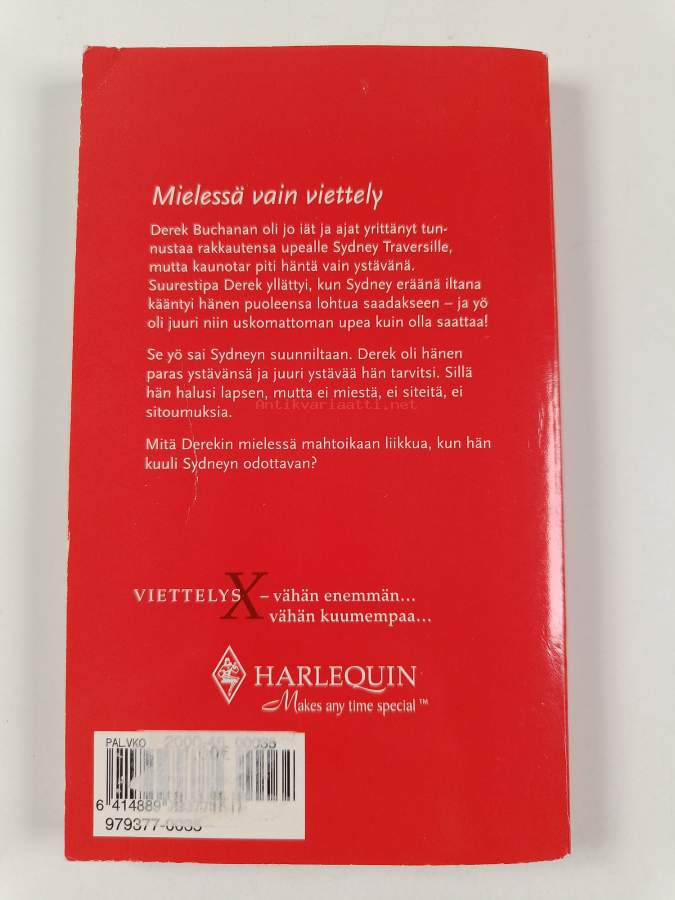 Mielessä vain viettely
Derek Buchanan oli jo iät ja ajat yrittänyt tun-
nustaa rakkautensa upealle Sydney Traversille,
mutta kaunotar piti häntä vain ystävänä.
Suurestipa Derek yllättyi, kun Sydney eräänä iltana
kääntyi hänen puoleensa lohtua saadakseen – ja yö
oli juuri niin uskomattoman upea kuin olla saattaa!
Se yö sai Sydneyn suunniltaan. Derek oli hänen
paras ystävänsä ja juuri ystävää hän tarvitsi. Sillä
hän halusi lapsen, mutta ei miestä, ei siteitä, ei
sitoumuksia.
Antikvariaatti.net
Mitä Derekin mielessä mahtoikaan liikkua, kun hän
kuuli Sydneyn odottavan?
VIETTELYS X – vähän enemmän...
vähän kuumempaa...
HARLEQUIN
Makes any time special™
PAL.VKO
6 414889
979377-0035